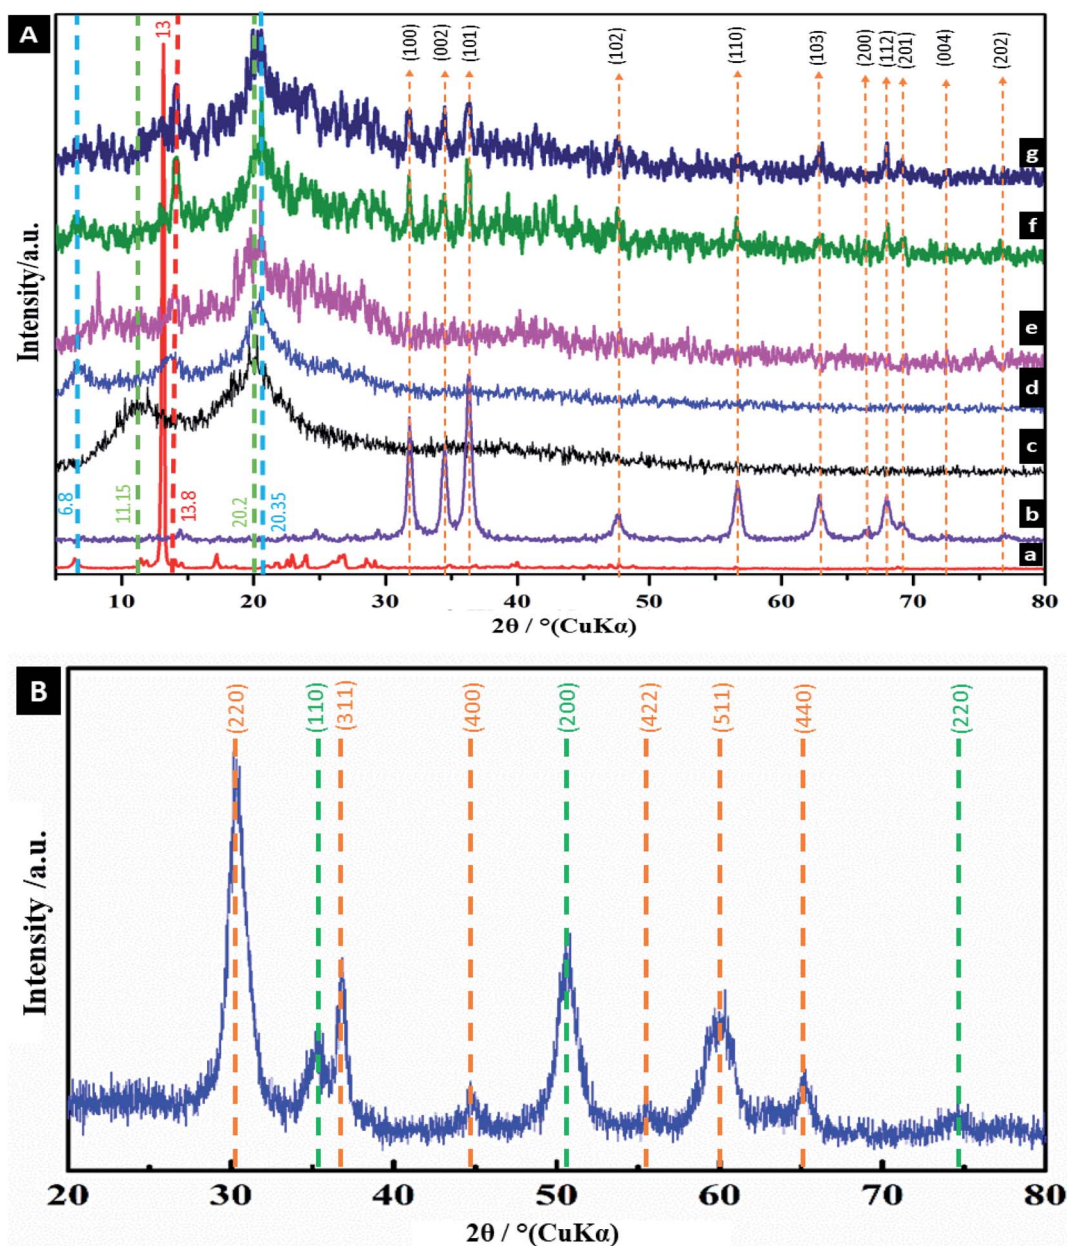 A
13
(100)
(002)
(101)
(102)
(110)
(103)
(200)
(112)
(201)
(004)
(202)
g
f
e
d
c
b
a
6.8
11.15
13.8
20.2
20.35
Intensity/a.u.
10 20 30 40 50 60 70 80
2θ / °(CuKα)
B
(220)
(110)
(311)
(400)
(200)
(422)
(511)
(440)
(220)
Intensity /a.u.
20 30 40 50 60 70 80
2θ / °(CuKα)